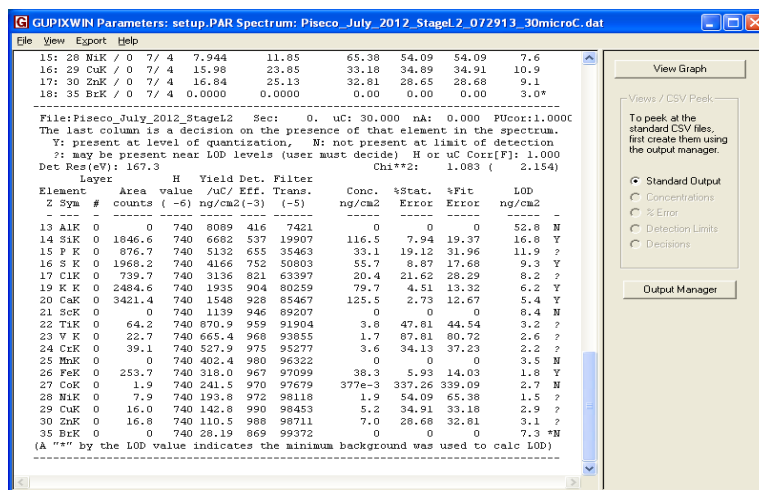 GUPIXWIN Parameters: setup.PAR Spectrum: Piseco_July_2012_StageL2_072913_30microC.dat
File View Export Help
15: 28 NiK / 0 7/ 4 7.944 11.85 65.38 54.09 54.09 7.6
16: 29 CuK / 0 7/ 4 15.98 23.85 33.18 34.89 34.91 10.9
17: 30 ZnK / 0 7/ 4 16.84 25.13 32.81 28.65 28.68 9.1
18: 35 BrK / 0 7/ 4 0.0000 0.0000 0.00 0.00 0.00 3.0*
File:Piseco_July_2012_StageL2 Sec: 0. uC: 30.000 nA: 0.000 PUcor:1.000
The last column is a decision on the presence of that element in the spectrum.
Y: present at level of quantization, N: not present at limit of detection
?: may be present near LOD levels (user must decide) H or uC Corr[F]: 1.000
Det Res(eV): 167.3 Chi**2: 1.083 ( 2.154)
Layer H Yield Det. Filter
Element Area value /uC/ Eff. Trans. Conc. %Stat. %Fit LOD
Z Sym # counts ( -6) ng/cm2(-3) (-5) ng/cm2 Error Error ng/cm2
13 AlK 0 0 740 8089 416 7421 0 0 0 52.8 N
14 SiK 0 1846.6 740 6682 537 19907 116.5 7.94 19.37 16.8 Y
15 P K 0 876.7 740 5132 655 35463 33.1 19.12 31.96 11.9 ?
16 S K 0 1968.2 740 4166 752 50803 55.7 8.87 17.68 9.3 Y
17 ClK 0 739.7 740 3136 821 63397 20.4 21.62 28.29 8.2 ?
19 K K 0 2484.6 740 1935 904 80259 79.7 4.51 13.32 6.2 Y
20 CaK 0 3421.4 740 1548 928 85467 125.5 2.73 12.67 5.4 Y
21 ScK 0 0 740 1139 946 89207 0 0 0 8.4 N
22 TiK 0 64.2 740 870.9 959 91904 3.8 47.81 44.54 3.2 ?
23 V K 0 22.7 740 665.4 968 93855 1.7 87.81 80.72 2.6 ?
24 CrK 0 39.1 740 527.9 975 95277 3.6 34.13 37.23 2.2 ?
25 MnK 0 0 740 402.4 980 96322 0 0 0 3.5 N
26 FeK 0 253.7 740 318.0 967 97099 38.3 5.93 14.03 1.8 Y
27 CoK 0 1.9 740 241.5 970 97679 377e-3 337.26 339.09 2.7 N
28 NiK 0 7.9 740 193.8 972 98118 1.9 54.09 65.38 1.5 ?
29 CuK 0 16.0 740 142.8 990 98453 5.2 34.91 33.18 2.9 ?
30 ZnK 0 16.8 740 110.5 988 98711 7.0 28.68 32.81 3.1 ?
35 BrK 0 0 740 28.19 869 99372 0 0 0 7.3 *N
(A "*" by the LOD value indicates the minimum background was used to calc LOD)
View Graph
Views / CSV Peek
To peek at the
standard CSV files,
first create them using
the output manager.
Standard Output
Concentrations
% Error
Detection Limits
Decisions
Output Manager